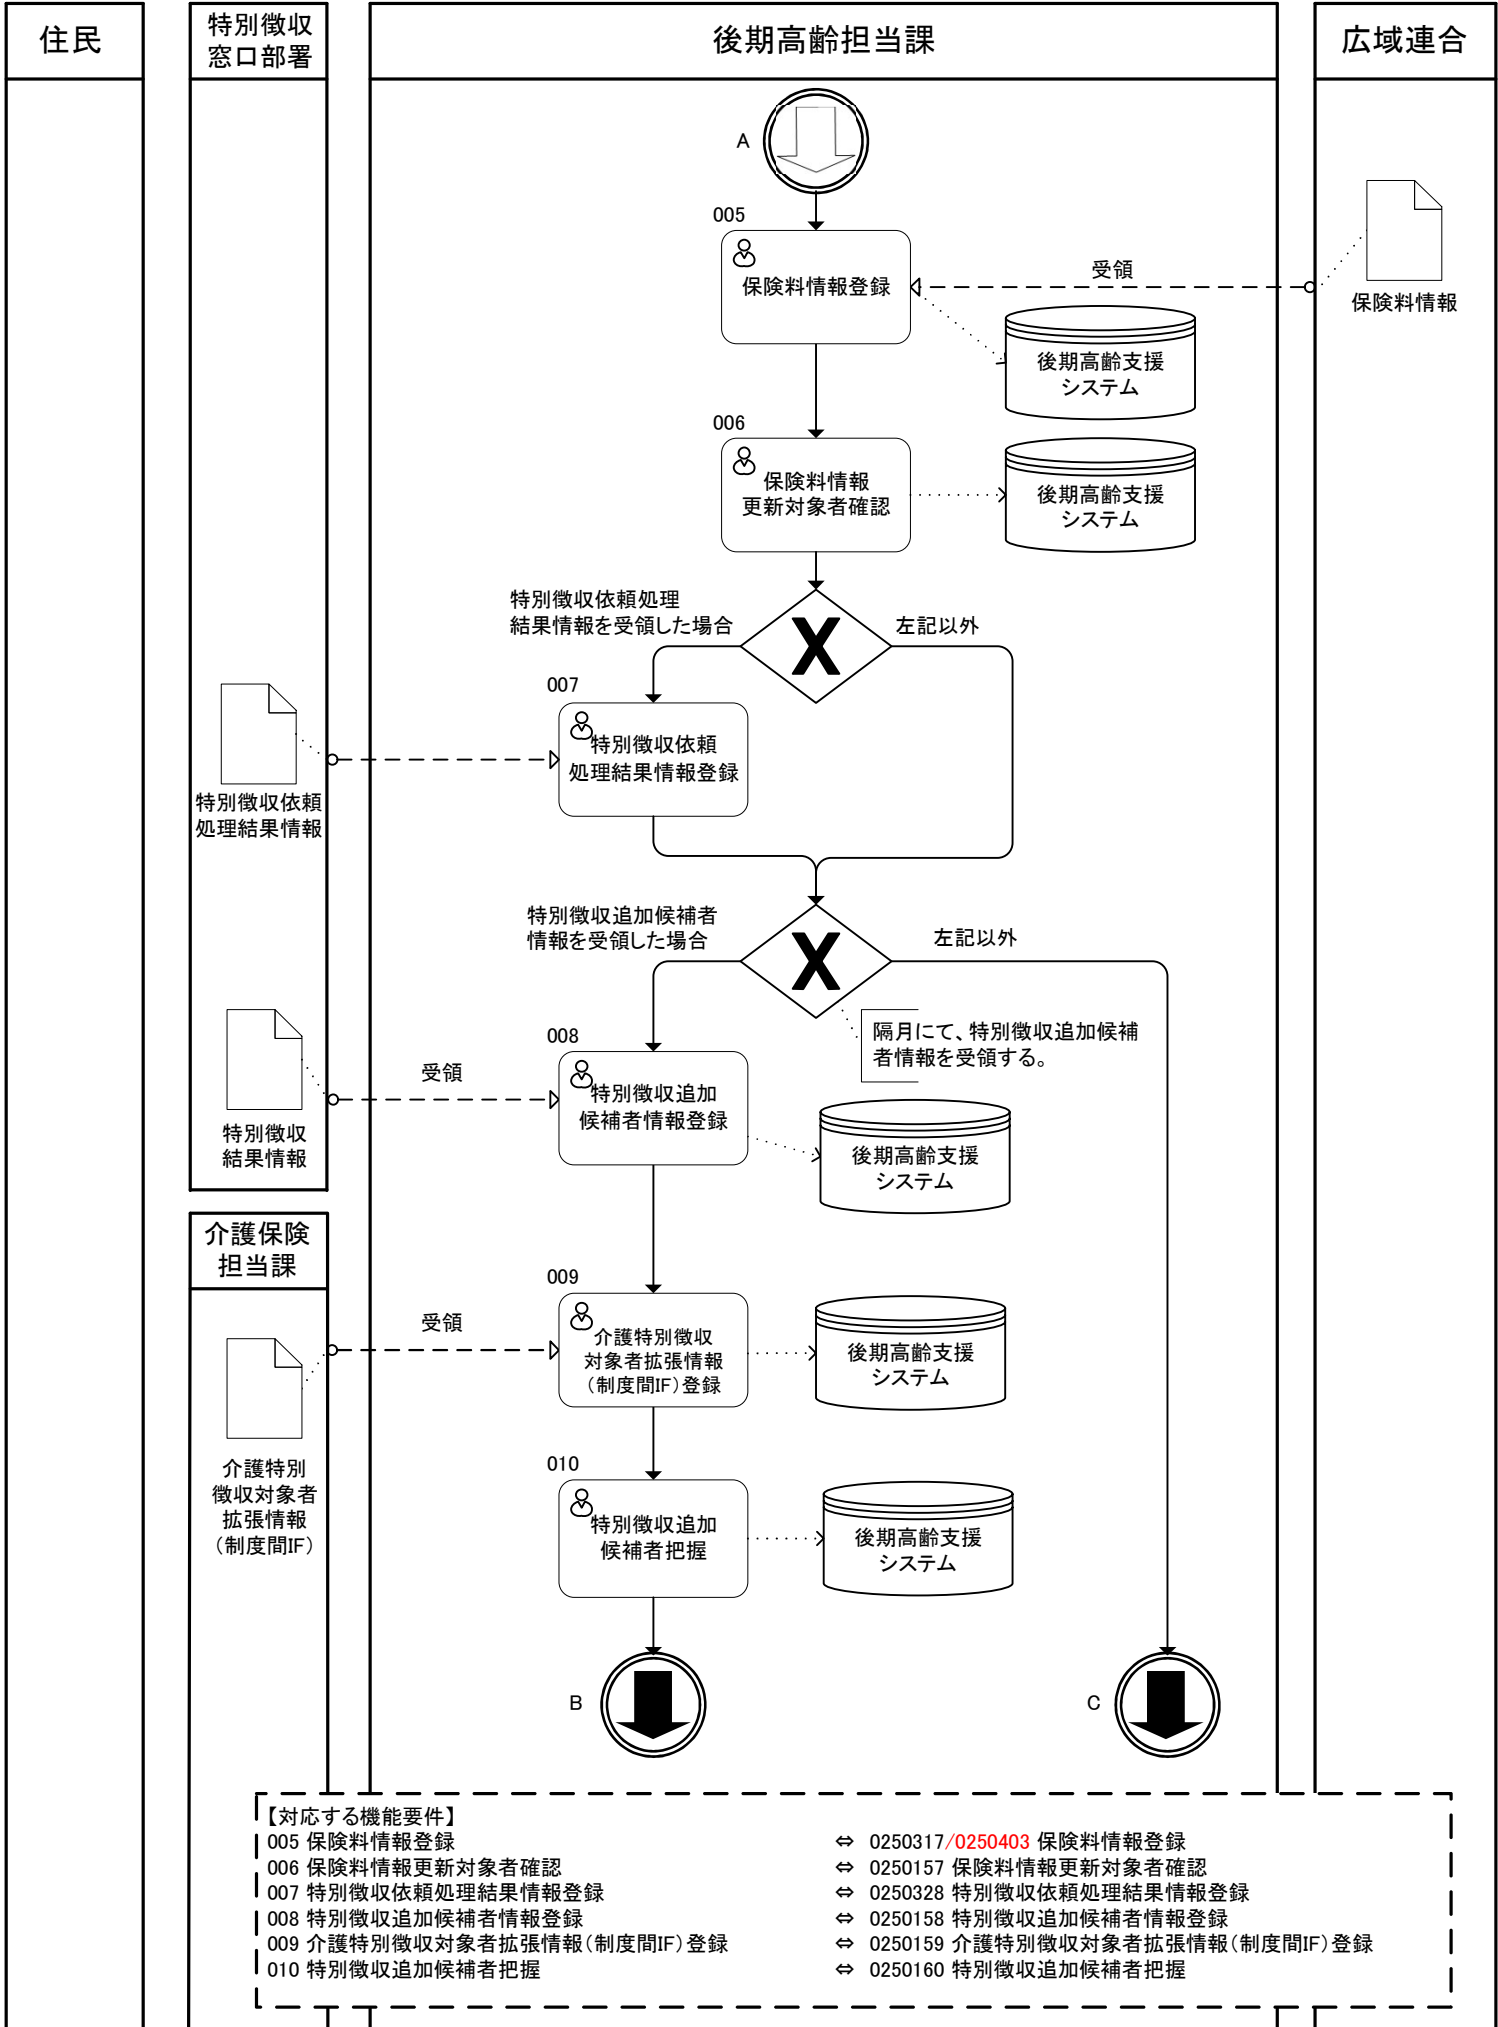 住民
特別徴収
窓口部署
後期高齢担当課
広域連合
A
005
保険料情報登録
受領
保険料情報
後期高齢支援
システム
006
保険料情報
更新対象者確認
後期高齢支援
システム
特別徴収依頼処理
結果情報を受領した場合
X
左記以外
007
特別徴収依頼
処理結果情報登録
特別徴収依頼
処理結果情報
特別徴収追加候補者
情報を受領した場合
X
左記以外
隔月にて、特別徴収追加候補
者情報を受領する。
008
特別徴収追加
候補者情報登録
受領
特別徴収
結果情報
後期高齢支援
システム
介護保険
担当課
009
介護特別徴収
対象者拡張情報
（制度間IF）登録
受領
後期高齢支援
システム
介護特別
徴収対象者
拡張情報
（制度間IF）
010
特別徴収追加
候補者把握
後期高齢支援
システム
B
C
【対応する機能要件】
005 保険料情報登録 ⇔ 0250317/0250403 保険料情報登録
006 保険料情報更新対象者確認 ⇔ 0250157 保険料情報更新対象者確認
007 特別徴収依頼処理結果情報登録 ⇔ 0250328 特別徴収依頼処理結果情報登録
008 特別徴収追加候補者情報登録 ⇔ 0250158 特別徴収追加候補者情報登録
009 介護特別徴収対象者拡張情報（制度間IF）登録 ⇔ 0250159 介護特別徴収対象者拡張情報（制度間IF）登録
010 特別徴収追加候補者把握 ⇔ 0250160 特別徴収追加候補者把握